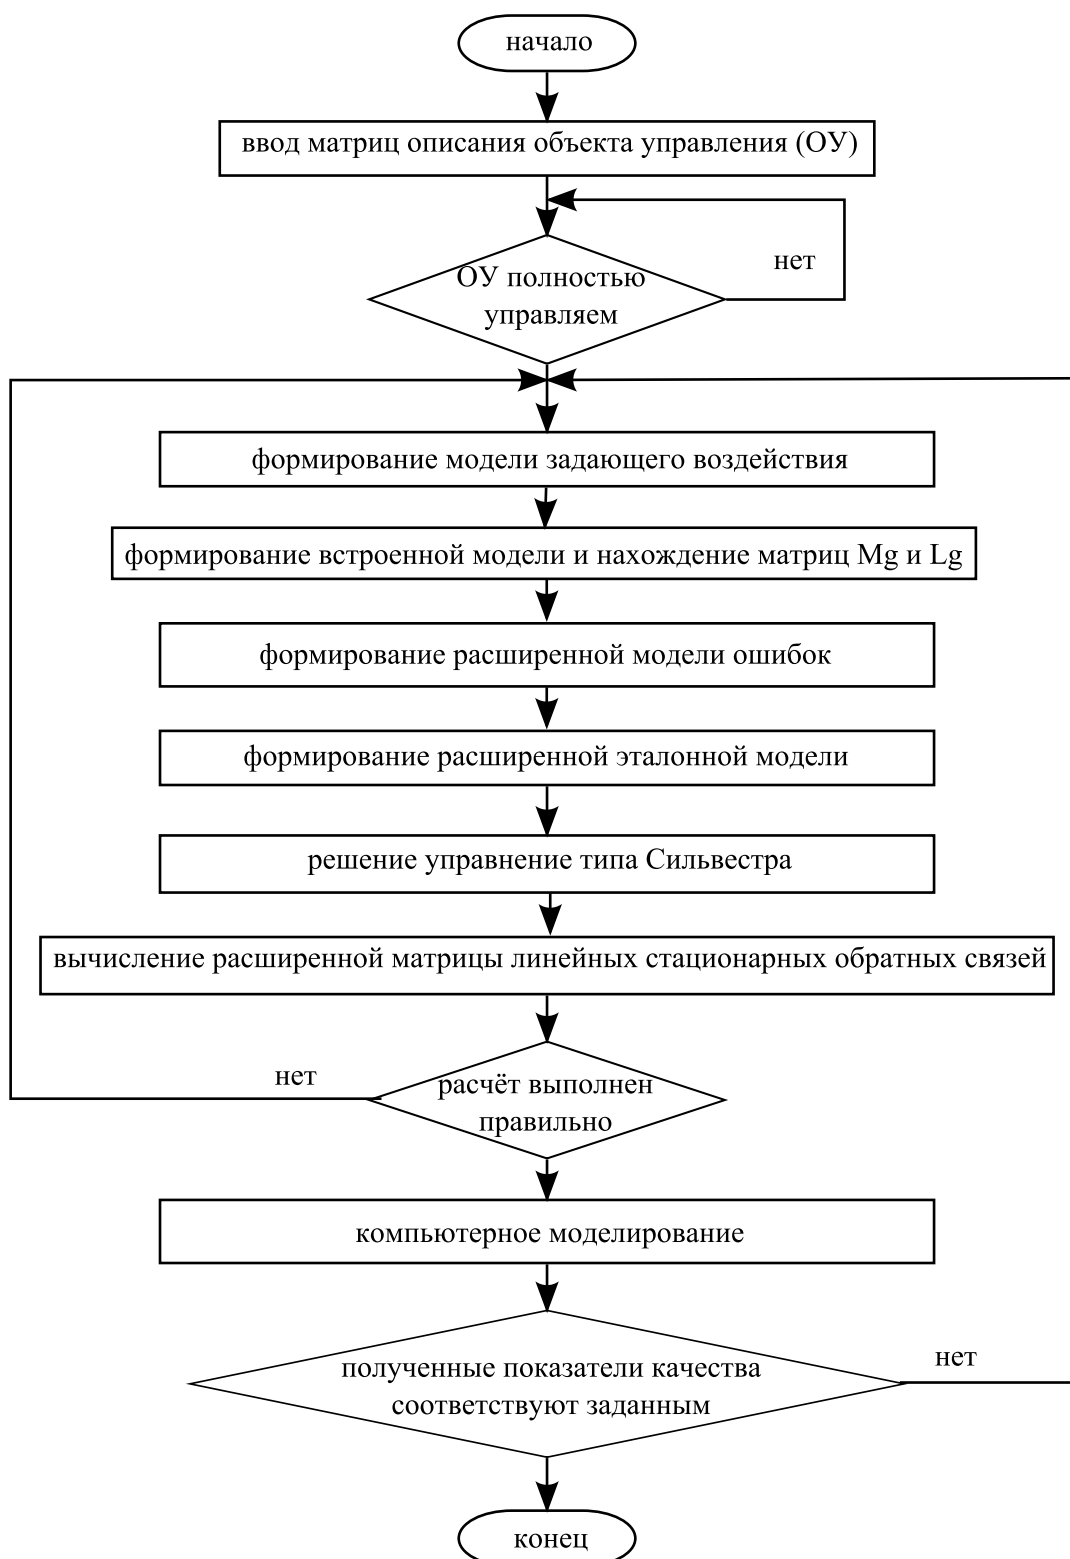 начало
ввод матриц описания объекта управления (ОУ)
нет
ОУ полностью
управляем
формирование модели задающего воздействия
формирование встроенной модели и нахождение матриц Mg и Lg
формирование расширенной модели ошибок
формирование расширенной эталонной модели
решение управнение типа Сильвестра
вычисление расширенной матрицы линейных стационарных обратных связей
нет
расчёт выполнен
правильно
компьютерное моделирование
нет
полученные показатели качества
соответствуют заданным
конец